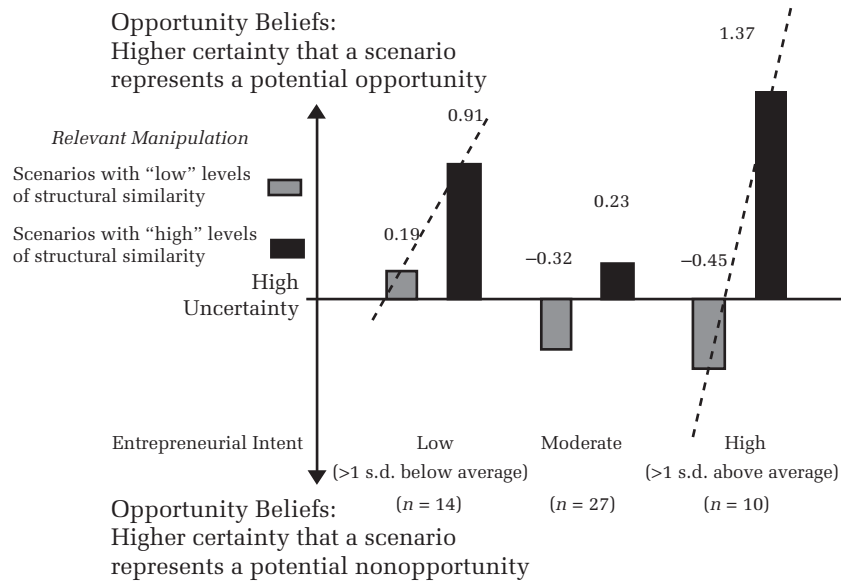 Opportunity Beliefs:
Higher certainty that a scenario
represents a potential opportunity
1.37
0.91
Relevant Manipulation
Scenarios with “low” levels
of structural similarity
Scenarios with “high” levels
of structural similarity
0.19
0.23
−0.32
−0.45
High
Uncertainty
Entrepreneurial Intent
Low
Moderate
High
(>1 s.d. below average)
(>1 s.d. above average)
(n = 14)
(n = 27)
(n = 10)
Opportunity Beliefs:
Higher certainty that a scenario
represents a potential nonopportunity